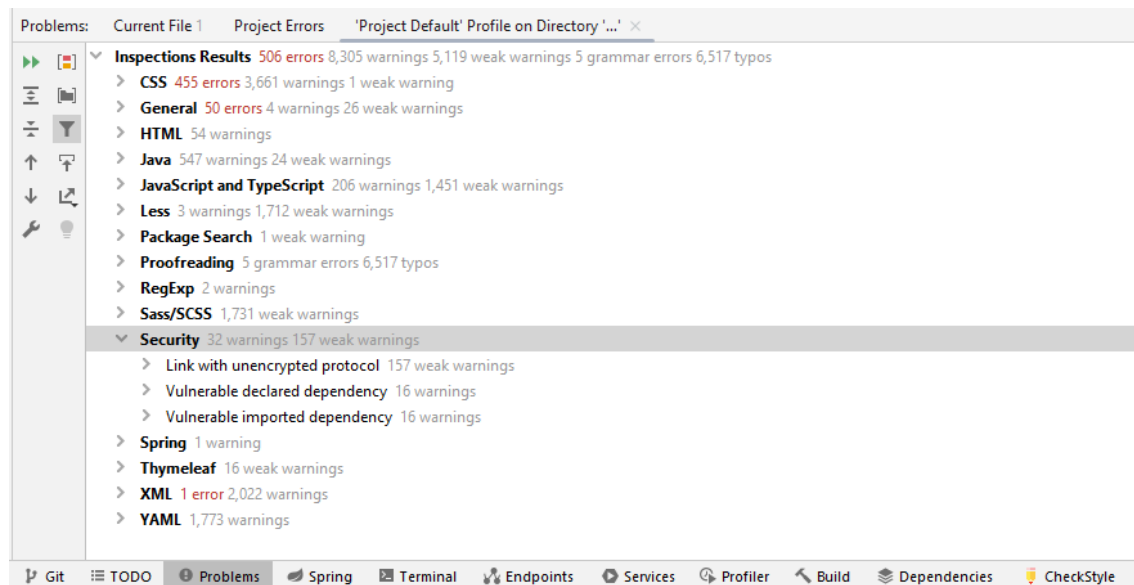 Problems: Current File 1 Project Errors 'Project Default' Profile on Directory '...'
Inspections Results 506 errors 8,305 warnings 5,119 weak warnings 5 grammar errors 6,517 typos
CSS 455 errors 3,661 warnings 1 weak warning
General 50 errors 4 warnings 26 weak warnings
HTML 54 warnings
Java 547 warnings 24 weak warnings
JavaScript and TypeScript 206 warnings 1,451 weak warnings
Less 3 warnings 1,712 weak warnings
Package Search 1 weak warning
Proofreading 5 grammar errors 6,517 typos
RegExp 2 warnings
Sass/SCSS 1,731 weak warnings
Security 32 warnings 157 weak warnings
Link with unencrypted protocol 157 weak warnings
Vulnerable declared dependency 16 warnings
Vulnerable imported dependency 16 warnings
Spring 1 warning
Thymeleaf 16 weak warnings
XML 1 error 2,022 warnings
YAML 1,773 warnings
Git TODO Problems Spring Terminal Endpoints Services Profiler Build Dependencies CheckStyle